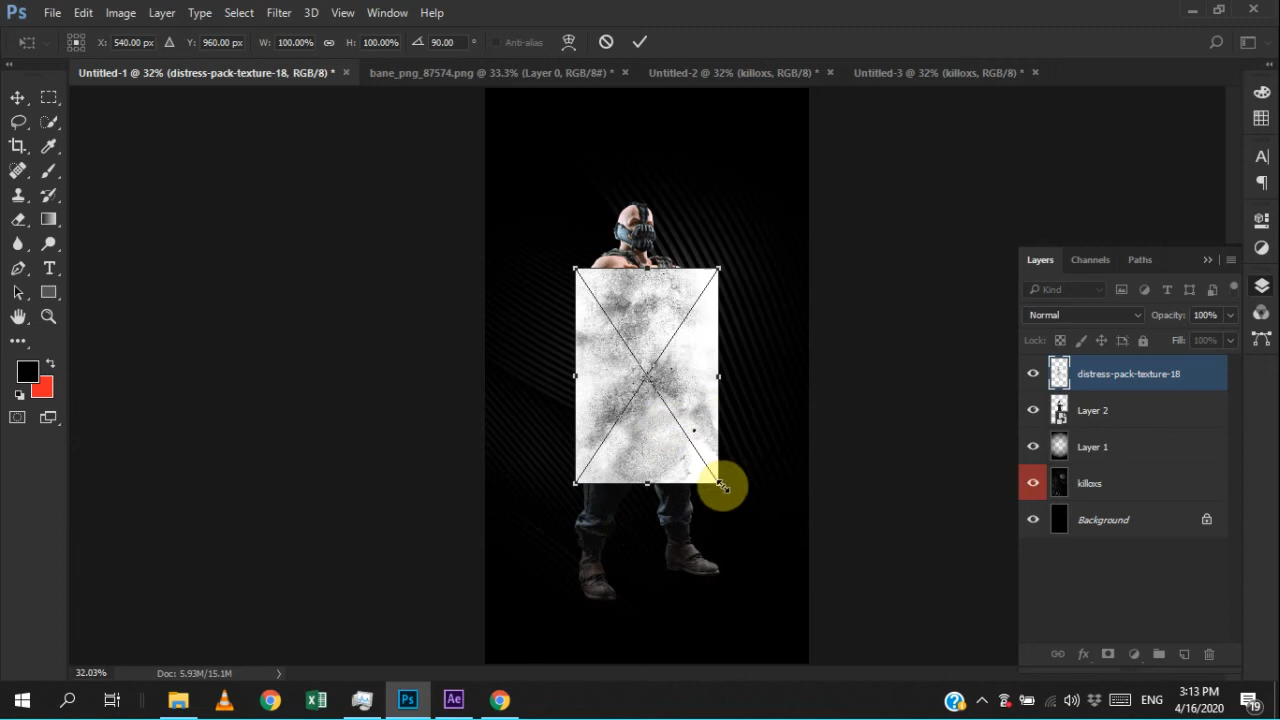 Ps File Edit Image Layer Type Select Filter 3D View Window Help
X: 540.00 px Y: 960.00 px W: 100.00% H: 100.00% 90.00 ° Anti-alias
Untitled-1 @ 32% (distress-pack-texture-18, RGB/8) * × bane_png_87574.png @ 33.3% (Layer 0, RGB/8#) * × Untitled-2 @ 32% (killoxs, RGB/8) * × Untitled-3 @ 32% (killoxs, RGB/8) * ×
Layers Channels Paths
Kind
Normal Opacity: 100%
Lock: Fill: 100%
distress-pack-texture-18
Layer 2
Layer 1
killoxs
Background
32.03% Doc: 5.93M/15.1M
Ps Ae ENG 3:13 PM
4/16/2020 19